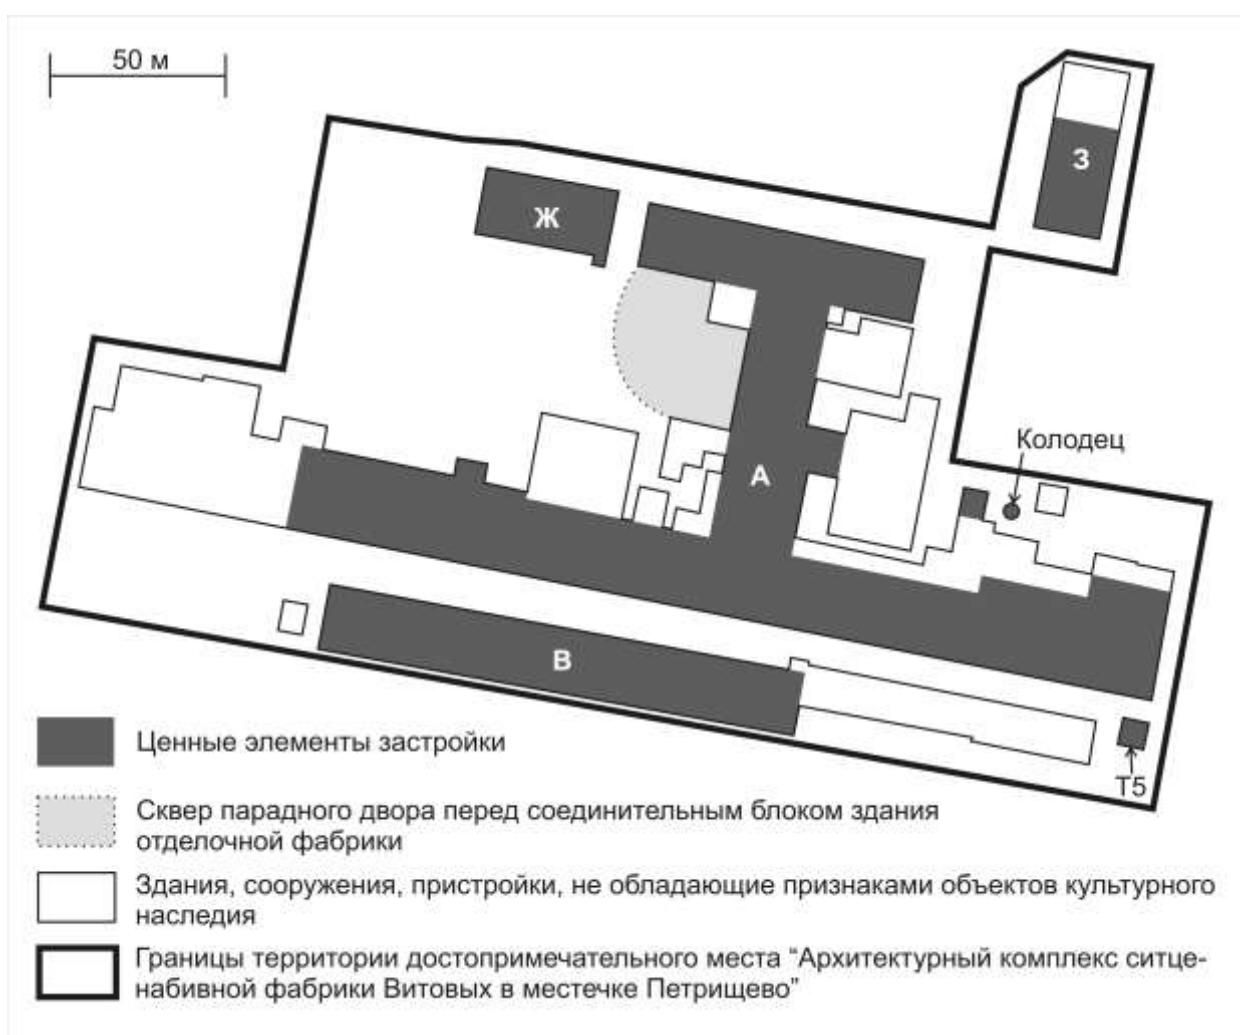 50 м
З
Ж
Колодец
А
В
Т5
Ценные элементы застройки
Сквер парадного двора перед соединительным блоком здания
отделочной фабрики
Здания, сооружения, пристройки, не обладающие признаками объектов культурного
наследия
Границы территории достопримечательного места “Архитектурный комплекс ситце-
набивной фабрики Витовых в местечке Петрищево”